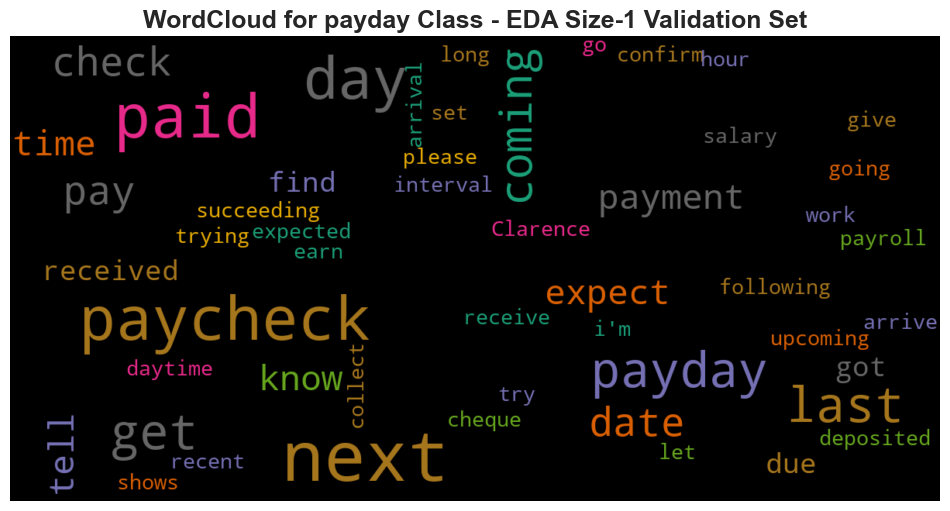 WordCloud for payday Class - EDA Size-1 Validation Set
check
day
long
go
confirm
hour
coming
arrival
paid
set
give
time
salary
please
going
pay
find
interval
payment
succeeding
work
trying
expected
Clarence
payroll
earn
received
expect
following
paycheck
receive
i'm
arrive
upcoming
daytime
know
collect
payday
got
try
last
get
cheque
date
deposited
tell
recent
next
let
due
shows